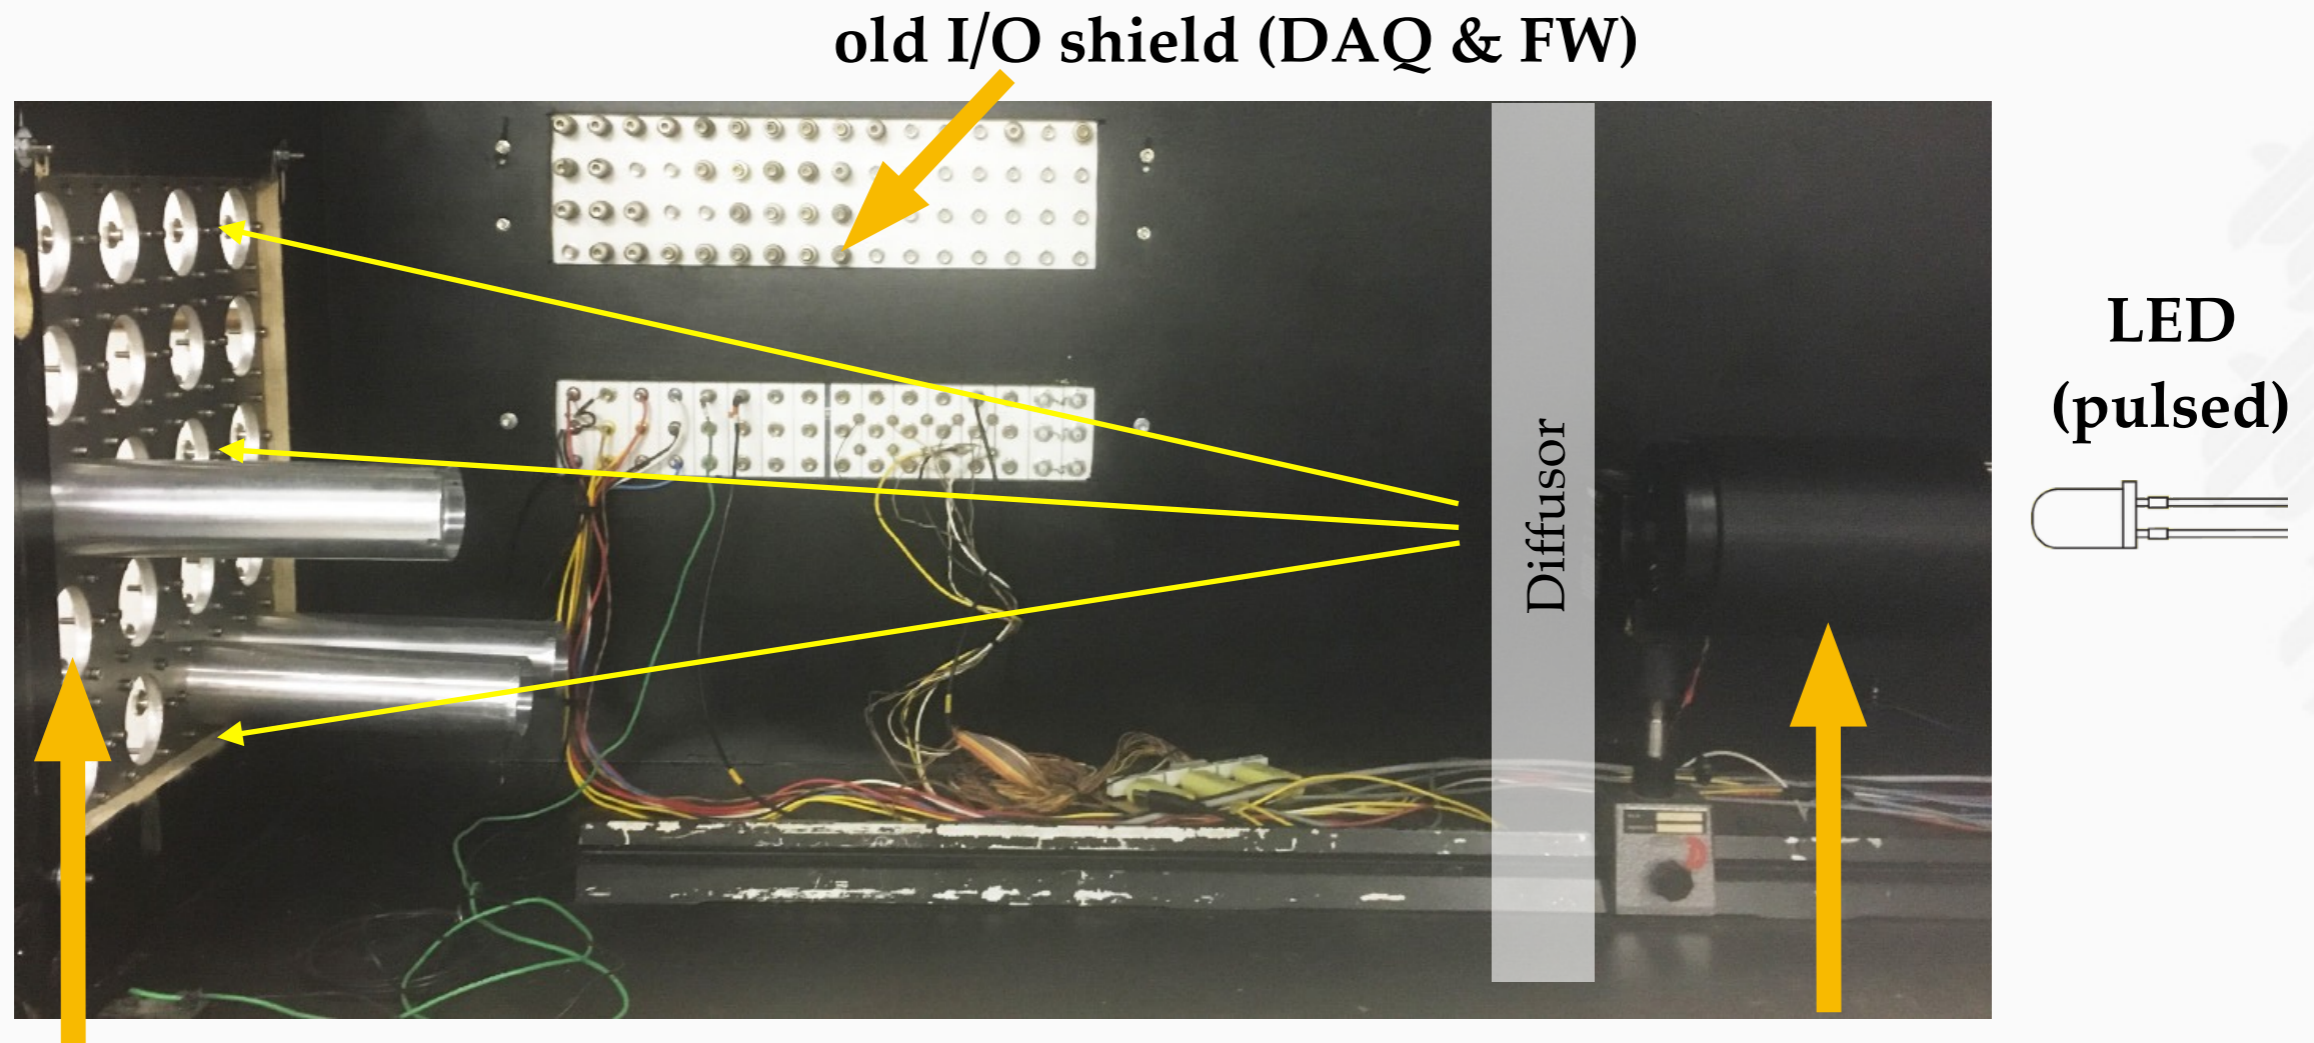 old I/O shield (DAQ & FW)
LED
(pulsed)
Diffusor